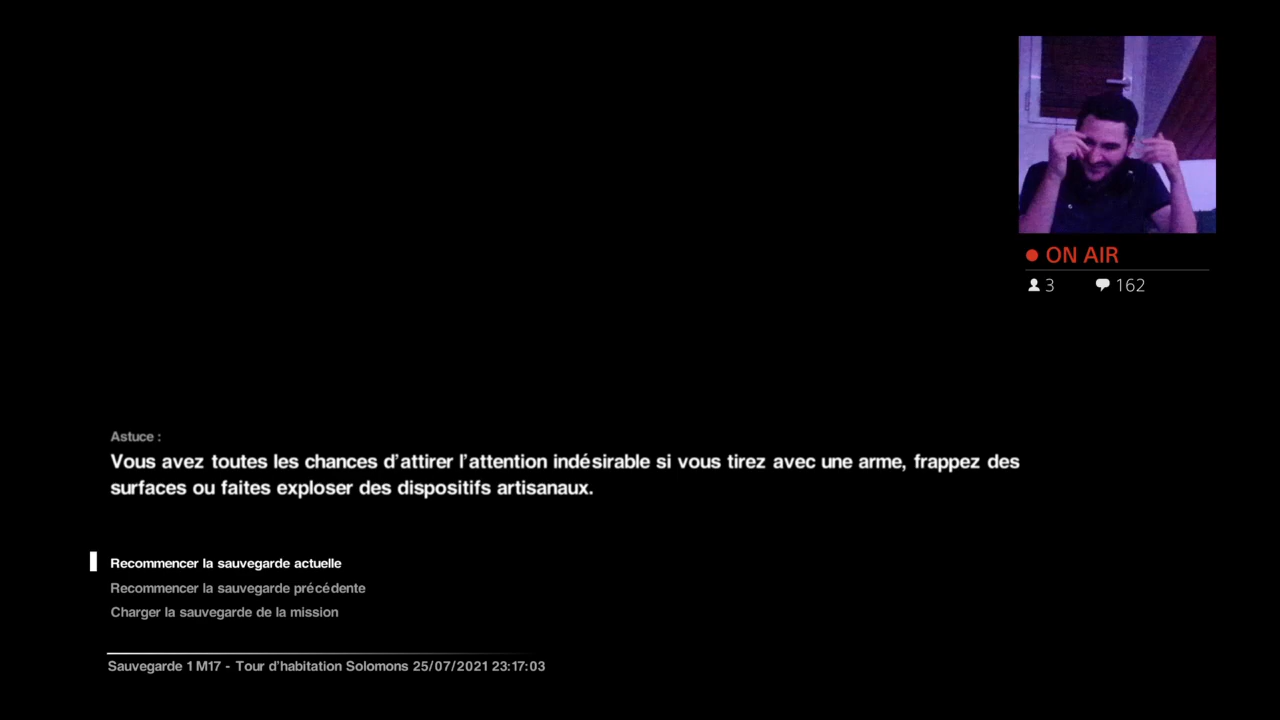 ON AIR
3 162
Astuce :
Vous avez toutes les chances d'attirer l'attention indésirable si vous tirez avec une arme, frappez des
surfaces ou faites exploser des dispositifs artisanaux.
Recommencer la sauvegarde actuelle
Recommencer la sauvegarde précédente
Charger la sauvegarde de la mission
Sauvegarde 1 M17 - Tour d'habitation Solomons 25/07/2021 23:17:03